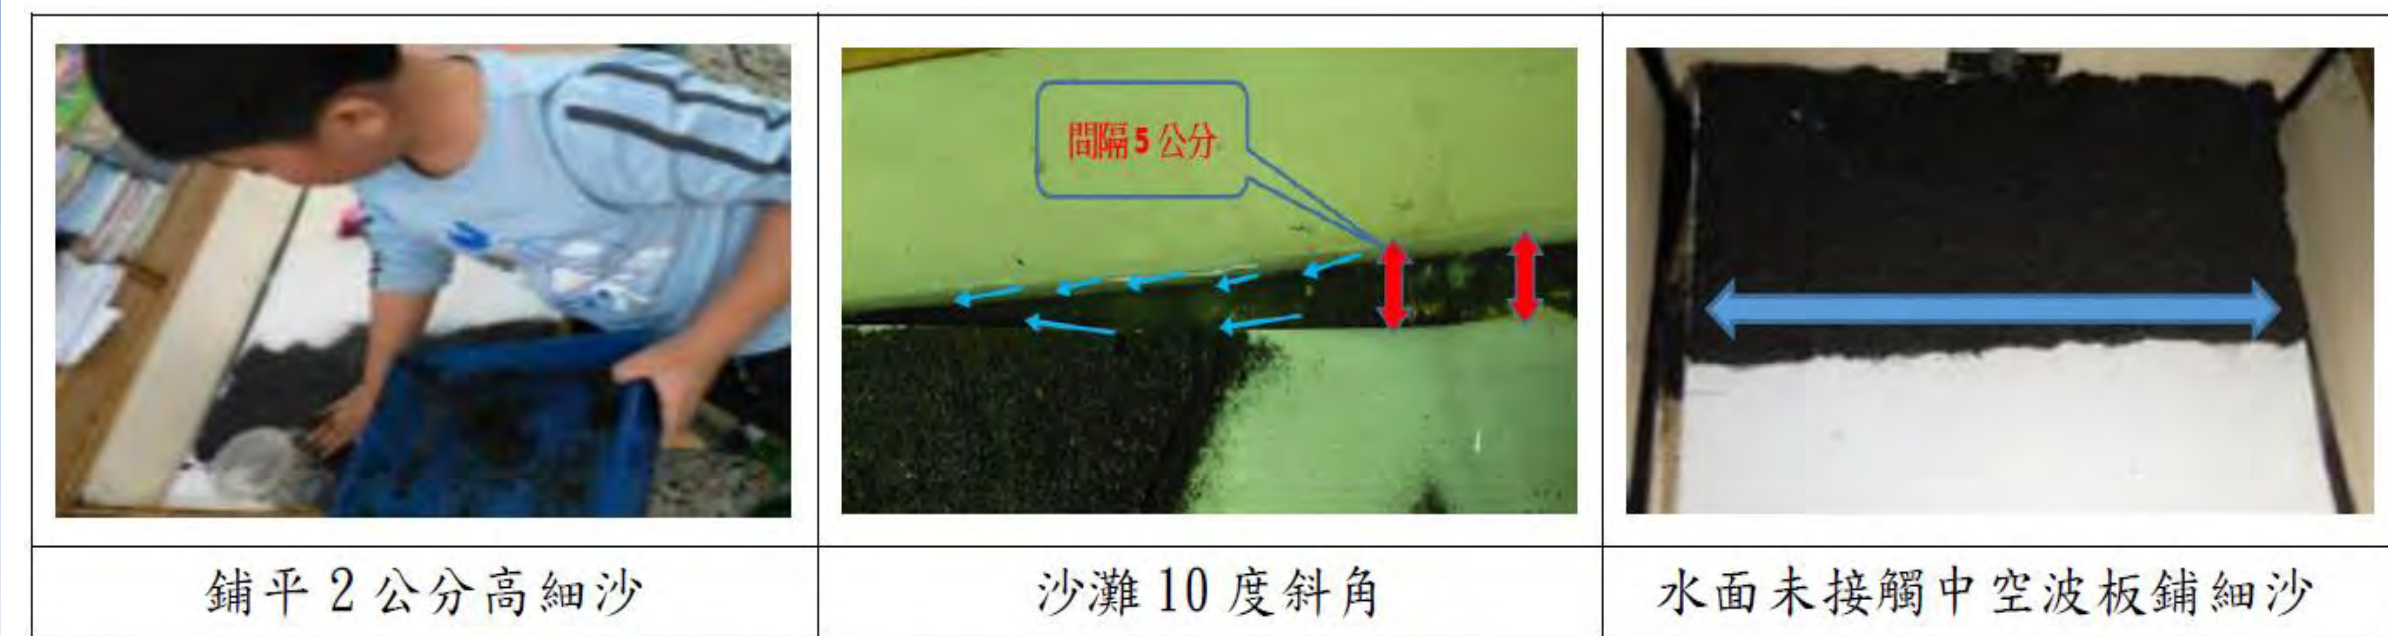 間隔5公分
鋪平2公分高細沙
沙灘10度斜角
水面未接觸中空波板鋪細沙